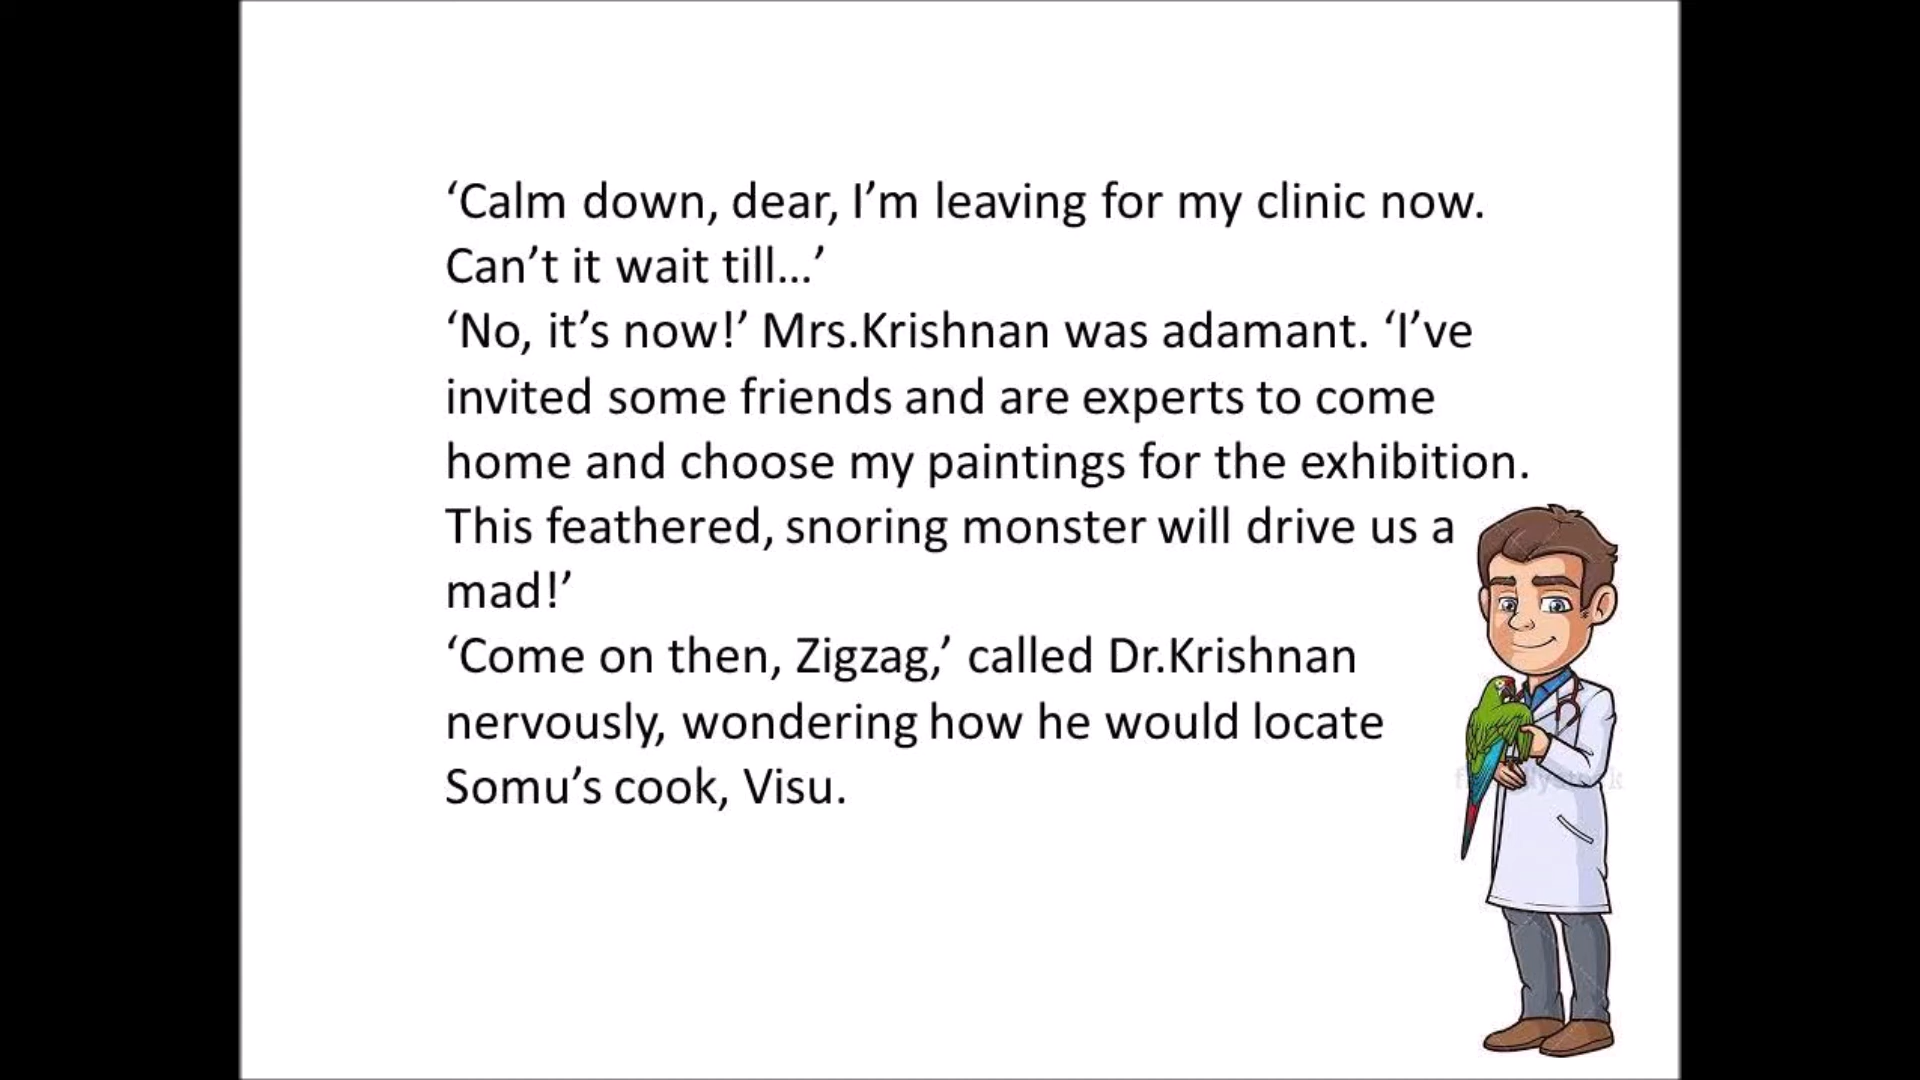 ‘Calm down, dear, I’m leaving for my clinic now.
Can’t it wait till...’
‘No, it’s now!’ Mrs.Krishnan was adamant. ‘I’ve
invited some friends and are experts to come
home and choose my paintings for the exhibition.
This feathered, snoring monster will drive us a
mad!’
‘Come on then, Zigzag,’ called Dr.Krishnan
nervously, wondering how he would locate
Somu’s cook, Visu.